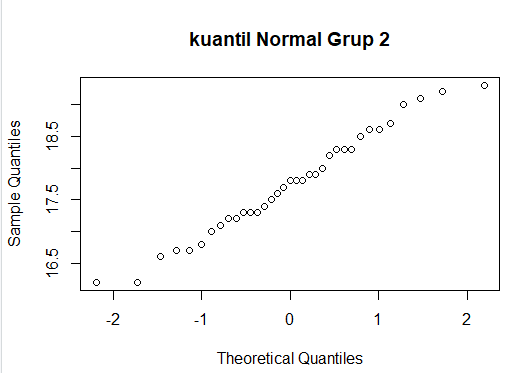 kuantil Normal Grup 2
Sample Quantiles
18.5
17.5
16.5
-2 -1 0 1 2
Theoretical Quantiles